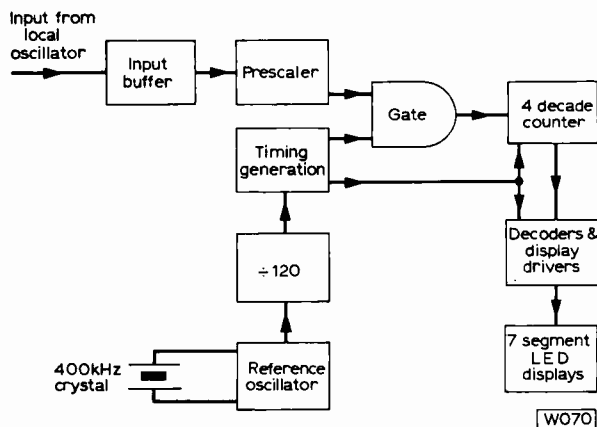 Input from
local
oscillator
Input
buffer
Prescaler
Gate
4 decade
counter
Timing
generation
÷120
Decoders &
display
drivers
400kHz
crystal
Reference
oscillator
7 segment
LED
displays
W070